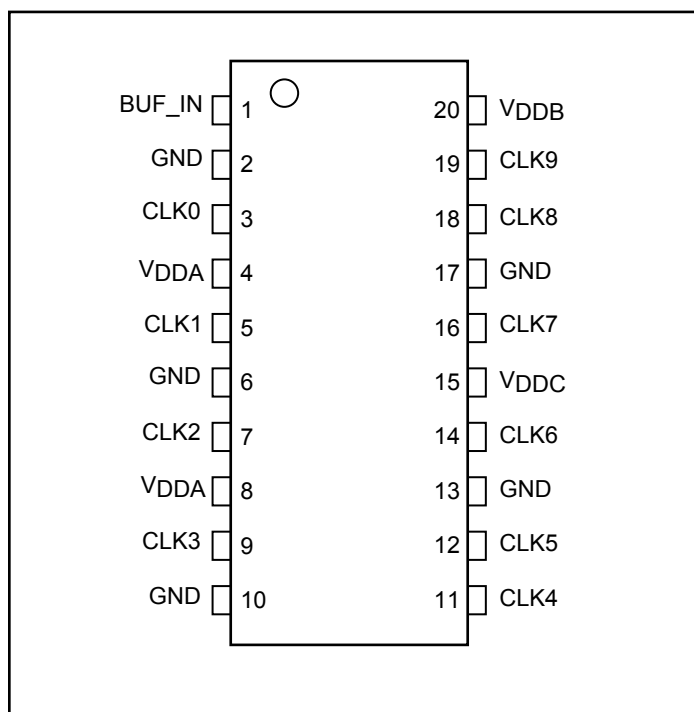 BUF_IN 1 20 VDDB
GND 2 19 CLK9
CLK0 3 18 CLK8
VDDA 4 17 GND
CLK1 5 16 CLK7
GND 6 15 VDDC
CLK2 7 14 CLK6
VDDA 8 13 GND
CLK3 9 12 CLK5
GND 10 11 CLK4